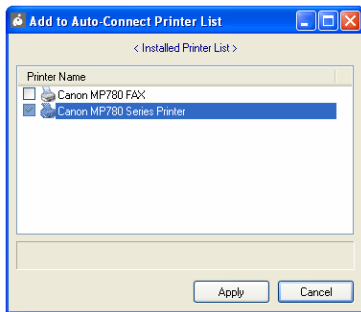 Add to Auto-Connect Printer List
< Installed Printer List >
Printer Name
Canon MP780 FAX
Canon MP780 Series Printer
Apply Cancel